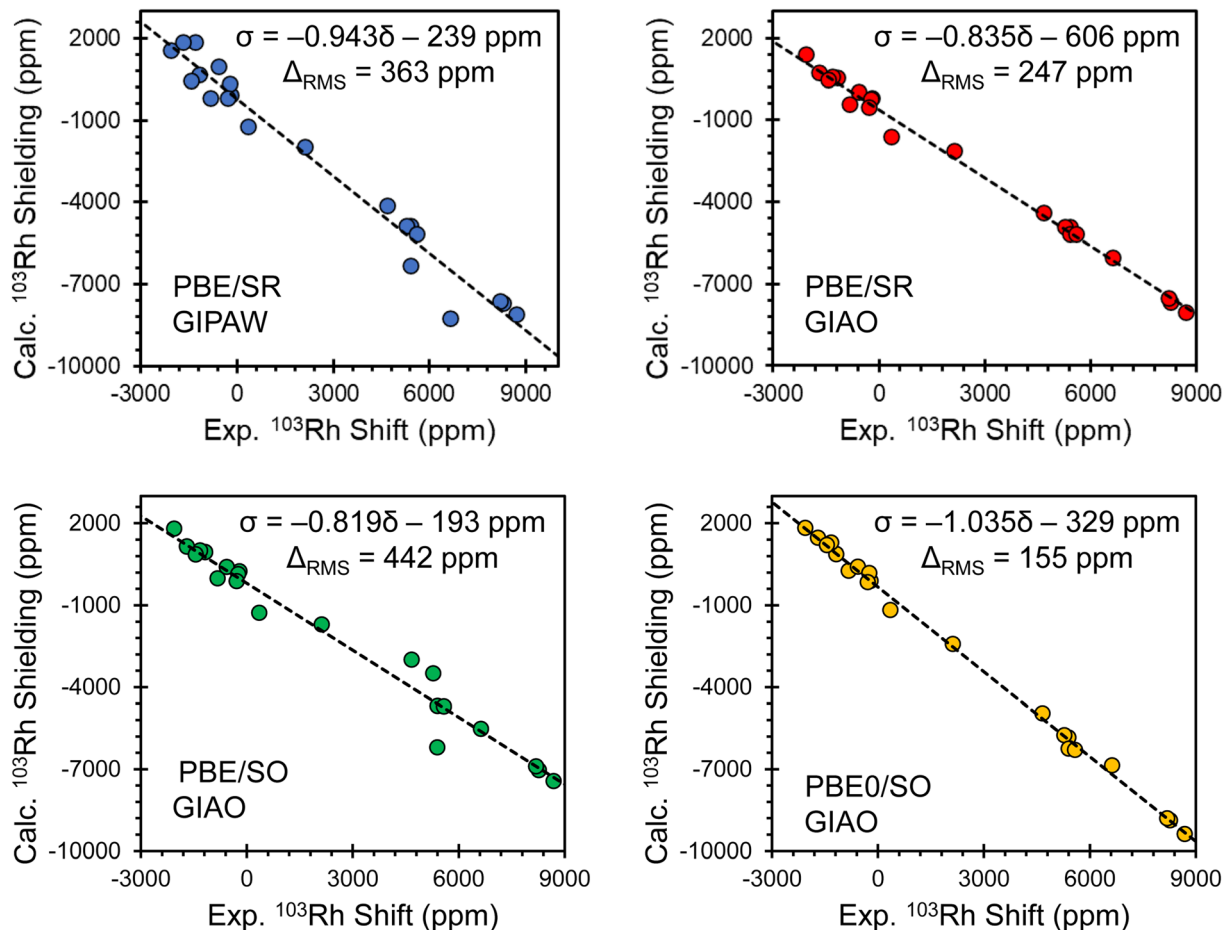 σ = –0.943δ – 239 ppm
ΔRMS = 363 ppm
Calc. ¹⁰³Rh Shielding (ppm)
2000
-1000
-4000
-7000
-10000
PBE/SR
GIPAW
-3000 0 3000 6000 9000
Exp. ¹⁰³Rh Shift (ppm)
σ = –0.835δ – 606 ppm
ΔRMS = 247 ppm
Calc. ¹⁰³Rh Shielding (ppm)
2000
-1000
-4000
-7000
-10000
PBE/SR
GIAO
-3000 0 3000 6000 9000
Exp. ¹⁰³Rh Shift (ppm)
σ = –0.819δ – 193 ppm
ΔRMS = 442 ppm
Calc. ¹⁰³Rh Shielding (ppm)
2000
-1000
-4000
-7000
-10000
PBE/SO
GIAO
-3000 0 3000 6000 9000
Exp. ¹⁰³Rh Shift (ppm)
σ = –1.035δ – 329 ppm
ΔRMS = 155 ppm
Calc. ¹⁰³Rh Shielding (ppm)
2000
-1000
-4000
-7000
-10000
PBE0/SO
GIAO
-3000 0 3000 6000 9000
Exp. ¹⁰³Rh Shift (ppm)